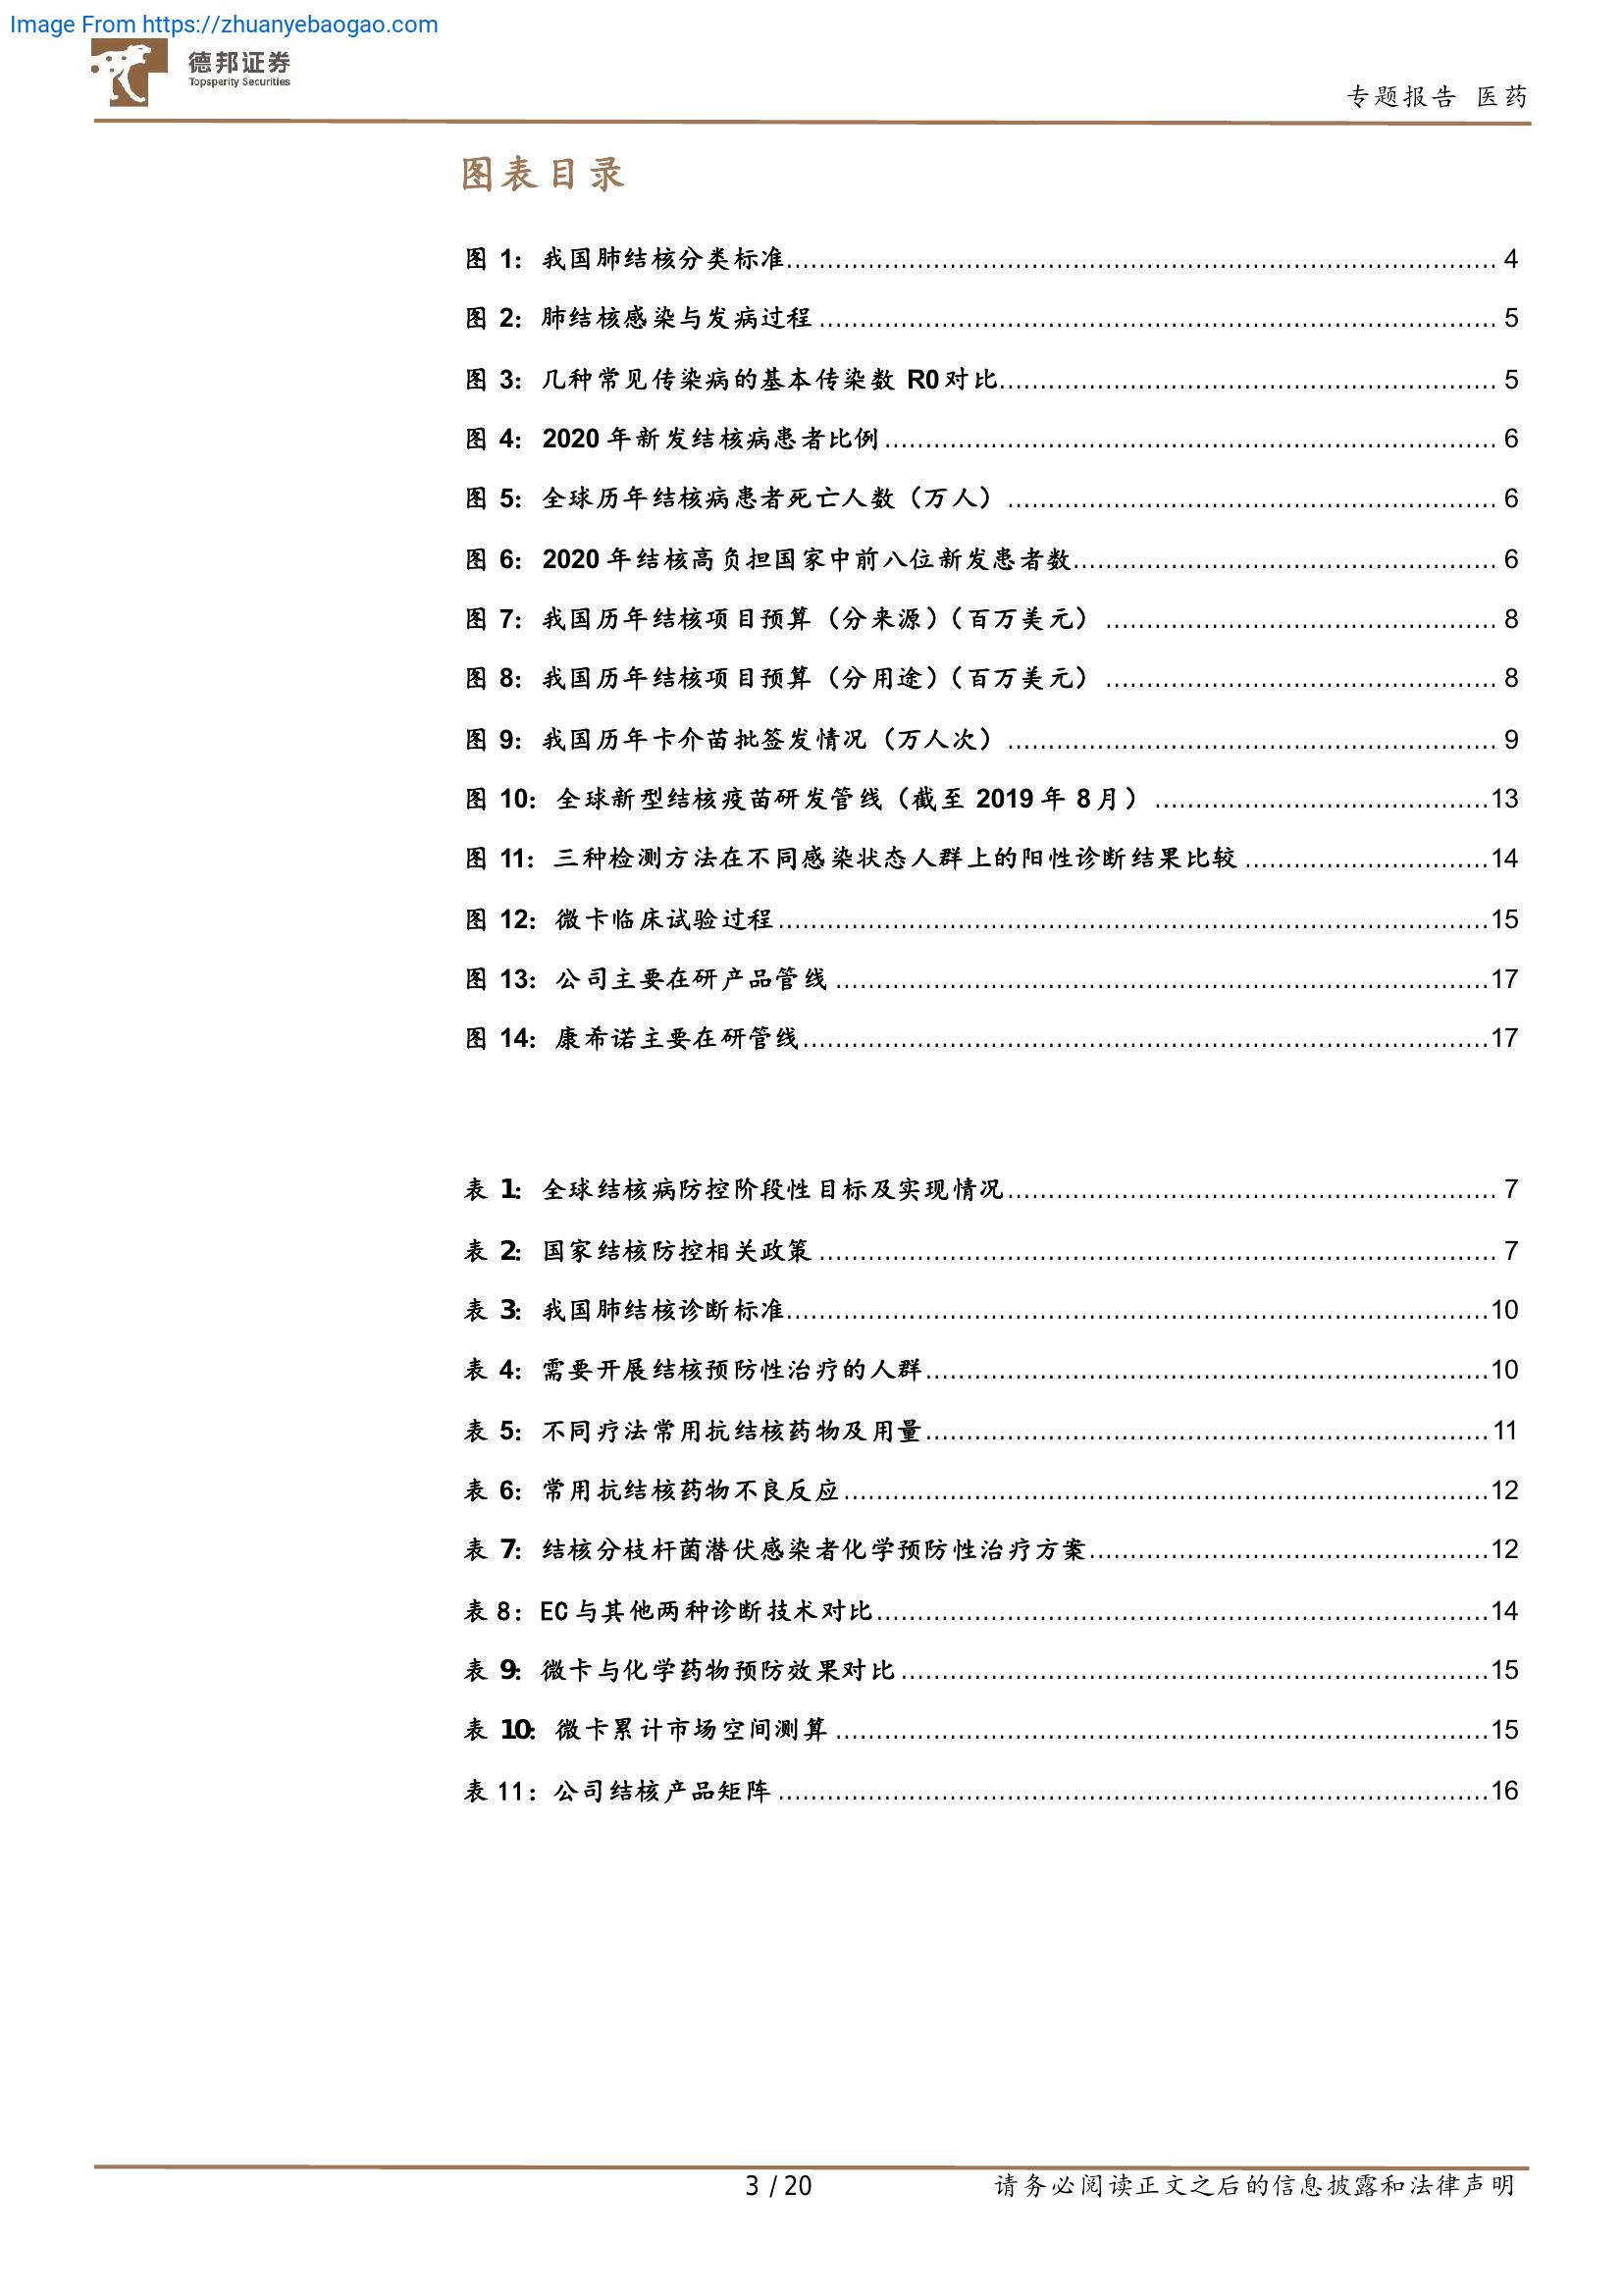 Image From https://zhuanyebaogao.com
德邦证券
Topsperity Securities
专题报告 医药
图表目录
图 1：我国肺结核分类标准 4
图 2：肺结核感染与发病过程 5
图 3：几种常见传染病的基本传染数 R0 对比 5
图 4：2020 年新发结核病患者比例 6
图 5：全球历年结核病患者死亡人数（万人） 6
图 6：2020 年结核高负担国家中前八位新发患者数 6
图 7：我国历年结核项目预算（分来源）（百万美元） 8
图 8：我国历年结核项目预算（分用途）（百万美元） 8
图 9：我国历年卡介苗批签发情况（万人次） 9
图 10：全球新型结核疫苗研发管线（截至 2019 年 8 月） 13
图 11：三种检测方法在不同感染状态人群上的阳性诊断结果比较 14
图 12：微卡临床试验过程 15
图 13：公司主要在研产品管线 17
图 14：康希诺主要在研管线 17
表 1：全球结核病防控阶段性目标及实现情况 7
表 2：国家结核防控相关政策 7
表 3：我国肺结核诊断标准 10
表 4：需要开展结核预防性治疗的人群 10
表 5：不同疗法常用抗结核药物及用量 11
表 6：常用抗结核药物不良反应 12
表 7：结核分枝杆菌潜伏感染者化学预防性治疗方案 12
表 8：EC 与其他两种诊断技术对比 14
表 9：微卡与化学药物预防效果对比 15
表 10：微卡累计市场空间测算 15
表 11：公司结核产品矩阵 16
3 / 20
请务必阅读正文之后的信息披露和法律声明